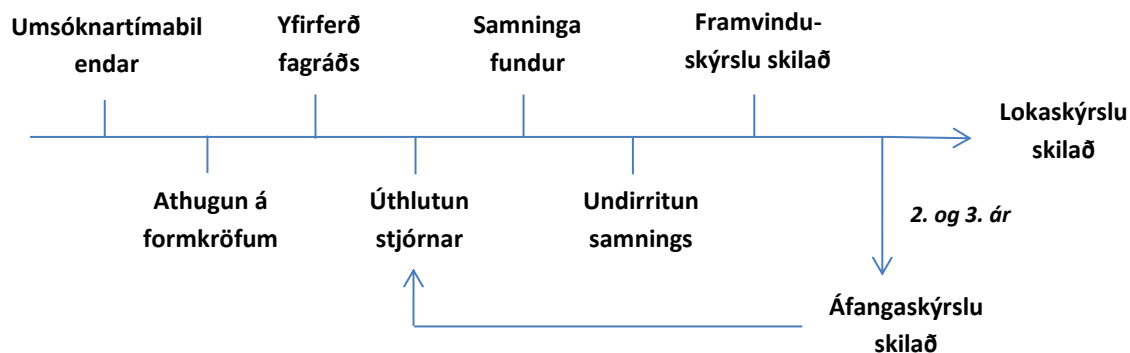 Umsóknartímabil
endar
Yfirferð
fagráðs
Samninga
fundur
Framvindu-
skýrslu skilað
Lokaskýrslu
skilað
Athugun á
formkröfum
Úthlutun
stjórnar
Undirritun
samnings
2. og 3. ár
Áfangaskýrslu
skilað